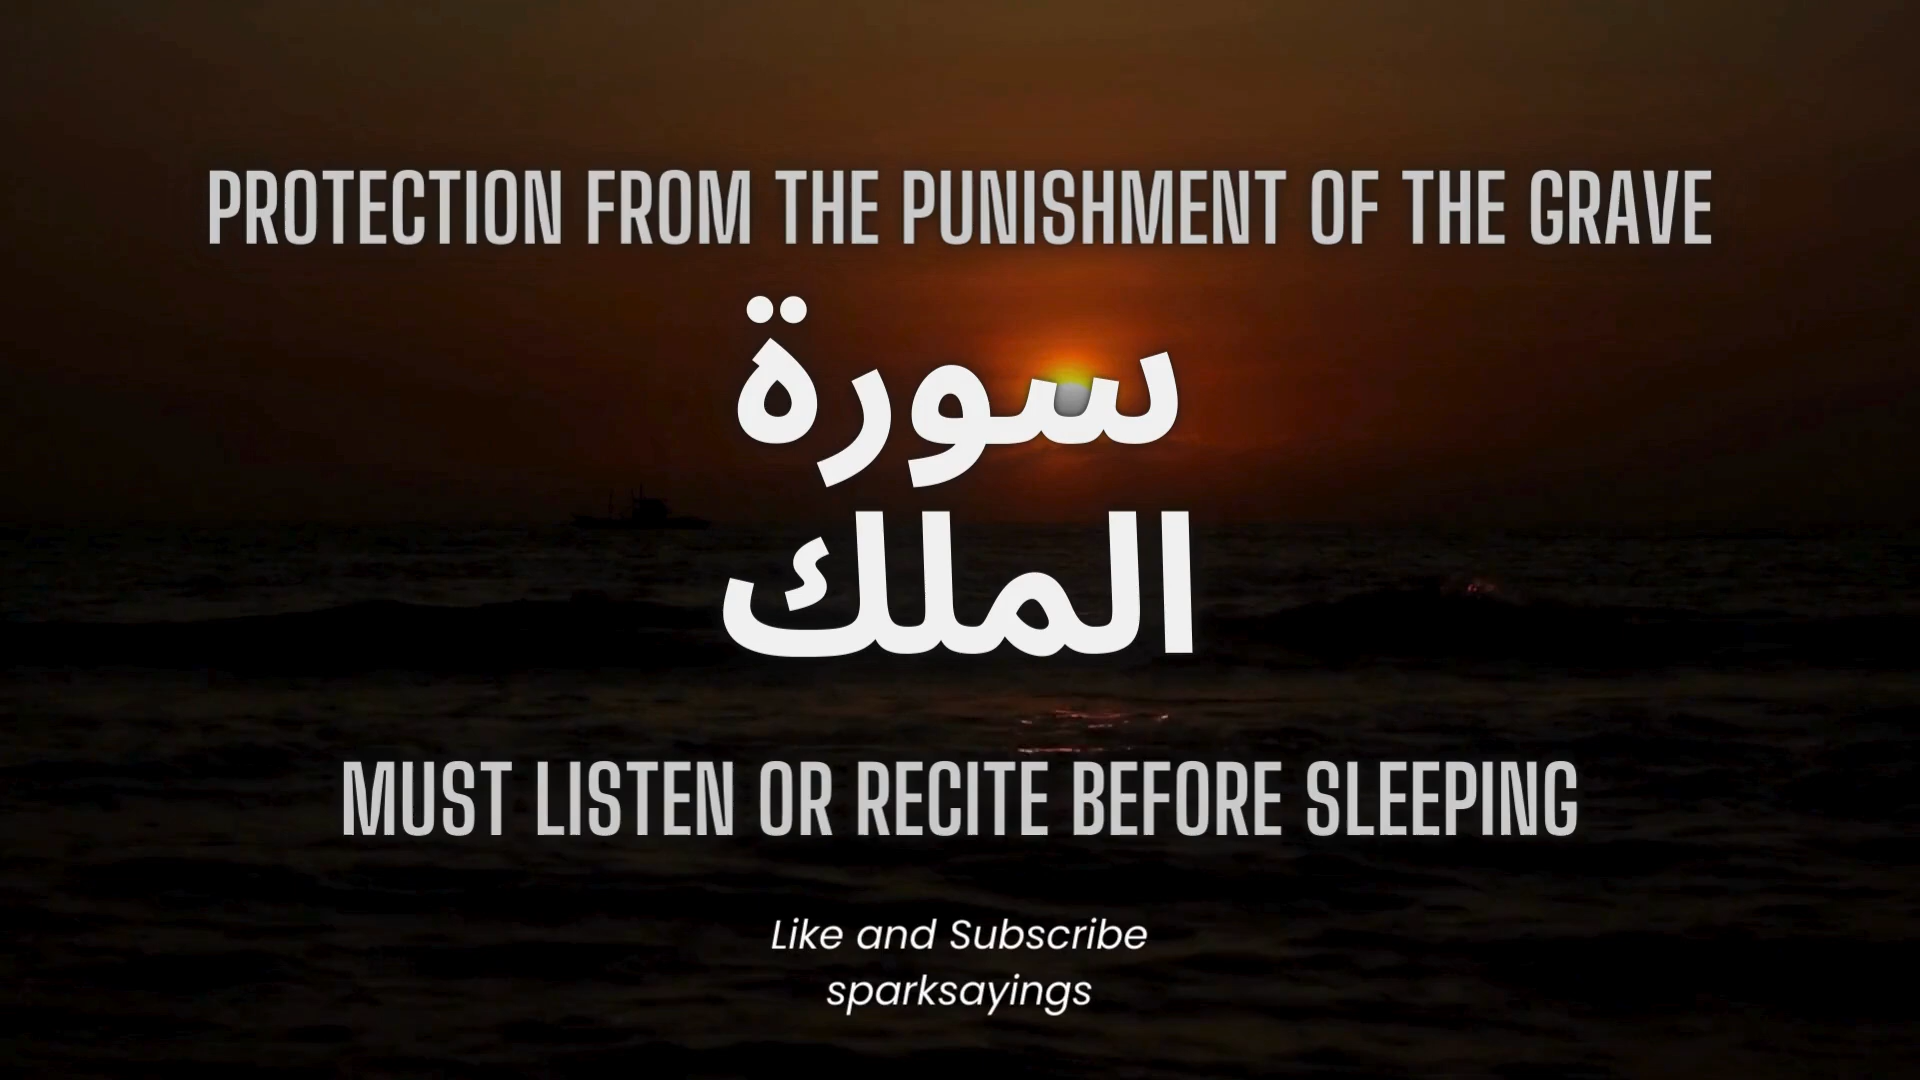 PROTECTION FROM THE PUNISHMENT OF THE GRAVE
سورة
الملك
MUST LISTEN OR RECITE BEFORE SLEEPING
Like and Subscribe
sparksayings